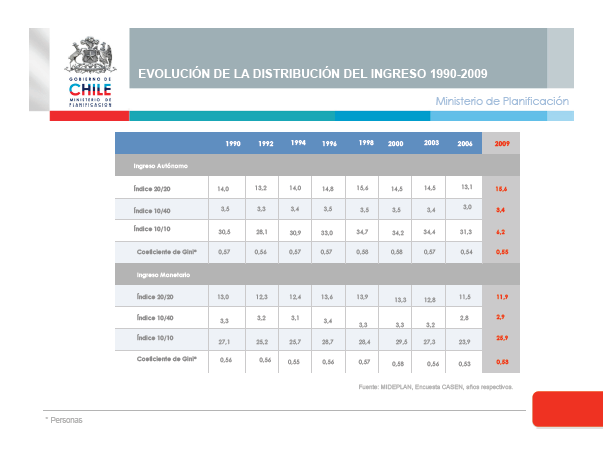 GOBIERNO DE
CHILE
MINISTERIO DE
PLANIFICACIÓN
EVOLUCIÓN DE LA DISTRIBUCIÓN DEL INGRESO 1990-2009
Ministerio de Planificación
1990 1992 1994 1996 1998 2000 2003 2006 2009
Ingreso Autónomo
Índice 20/20 14,0 13,2 14,0 14,8 15,6 14,5 14,5 13,1 15,6
Índice 10/40 3,5 3,3 3,4 3,5 3,5 3,5 3,4 3,0 3,4
Índice 10/10 30,5 28,1 30,9 33,0 34,7 34,2 34,4 31,3 6,2
Coeficiente de Gini* 0,57 0,56 0,57 0,57 0,58 0,58 0,57 0,54 0,55
Ingreso Monetario
Índice 20/20 13,0 12,3 12,4 13,6 13,9 13,3 12,8 11,5 11,9
Índice 10/40 3,3 3,2 3,1 3,4 3,3 3,3 3,2 2,8 2,9
Índice 10/10 27,1 25,2 25,7 28,7 28,4 29,5 27,3 23,9 25,9
Coeficiente de Gini* 0,56 0,56 0,55 0,56 0,57 0,58 0,56 0,53 0,53
Fuente: MIDEPLAN, Encuesta CASEN, años respectivos.
* Personas